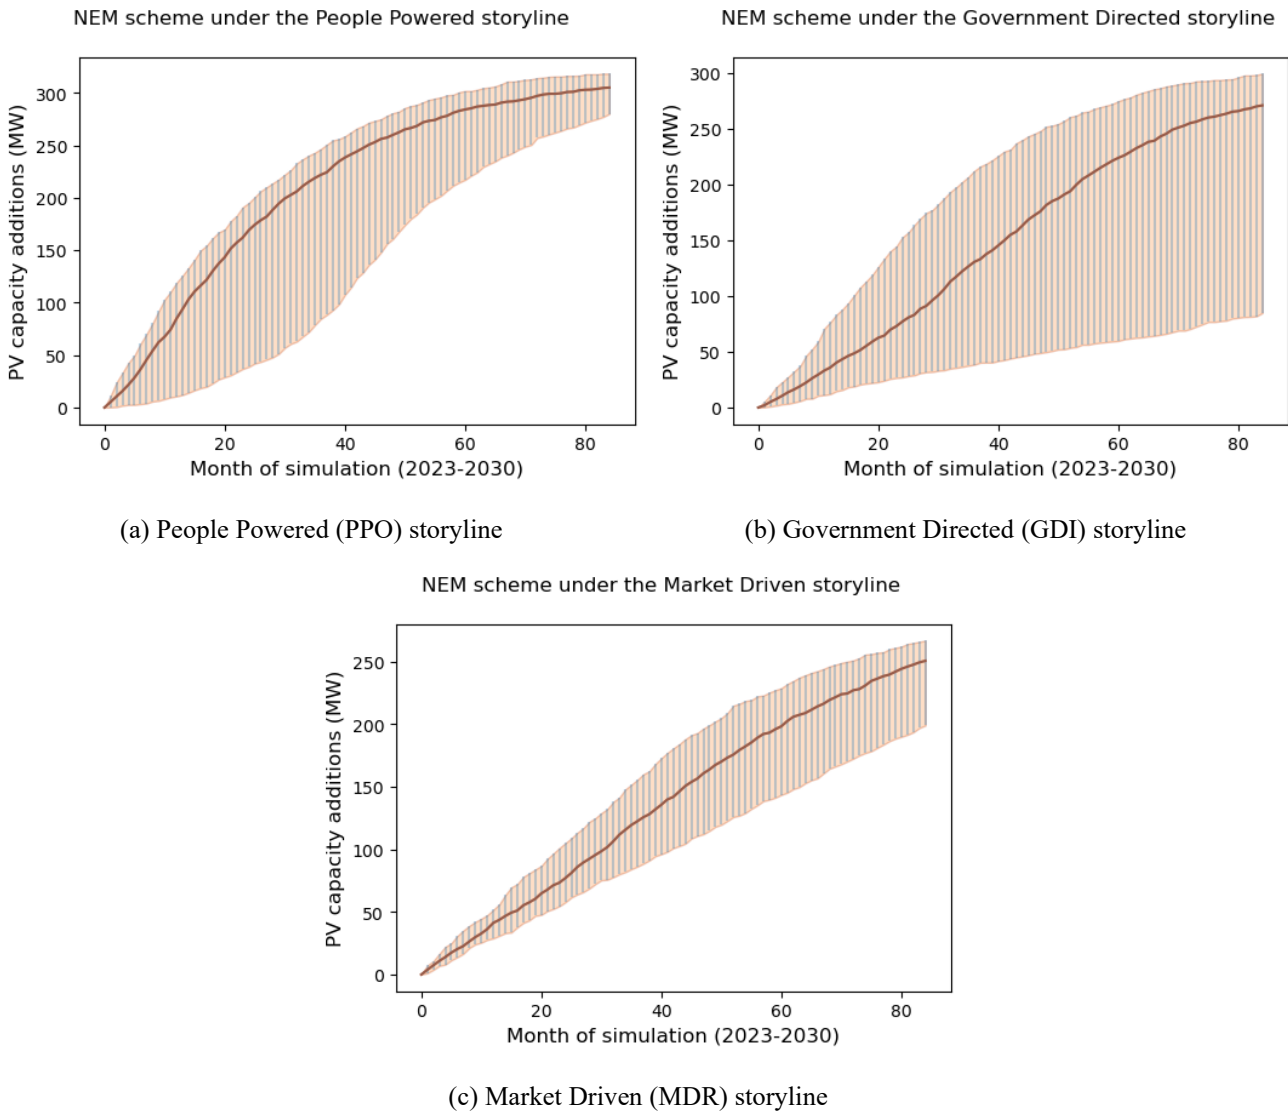 NEM scheme under the People Powered storyline
PV capacity additions (MW)
300
250
200
150
100
50
0
0 20 40 60 80
Month of simulation (2023-2030)
(a) People Powered (PPO) storyline
NEM scheme under the Government Directed storyline
PV capacity additions (MW)
300
250
200
150
100
50
0
0 20 40 60 80
Month of simulation (2023-2030)
(b) Government Directed (GDI) storyline
NEM scheme under the Market Driven storyline
PV capacity additions (MW)
250
200
150
100
50
0
0 20 40 60 80
Month of simulation (2023-2030)
(c) Market Driven (MDR) storyline